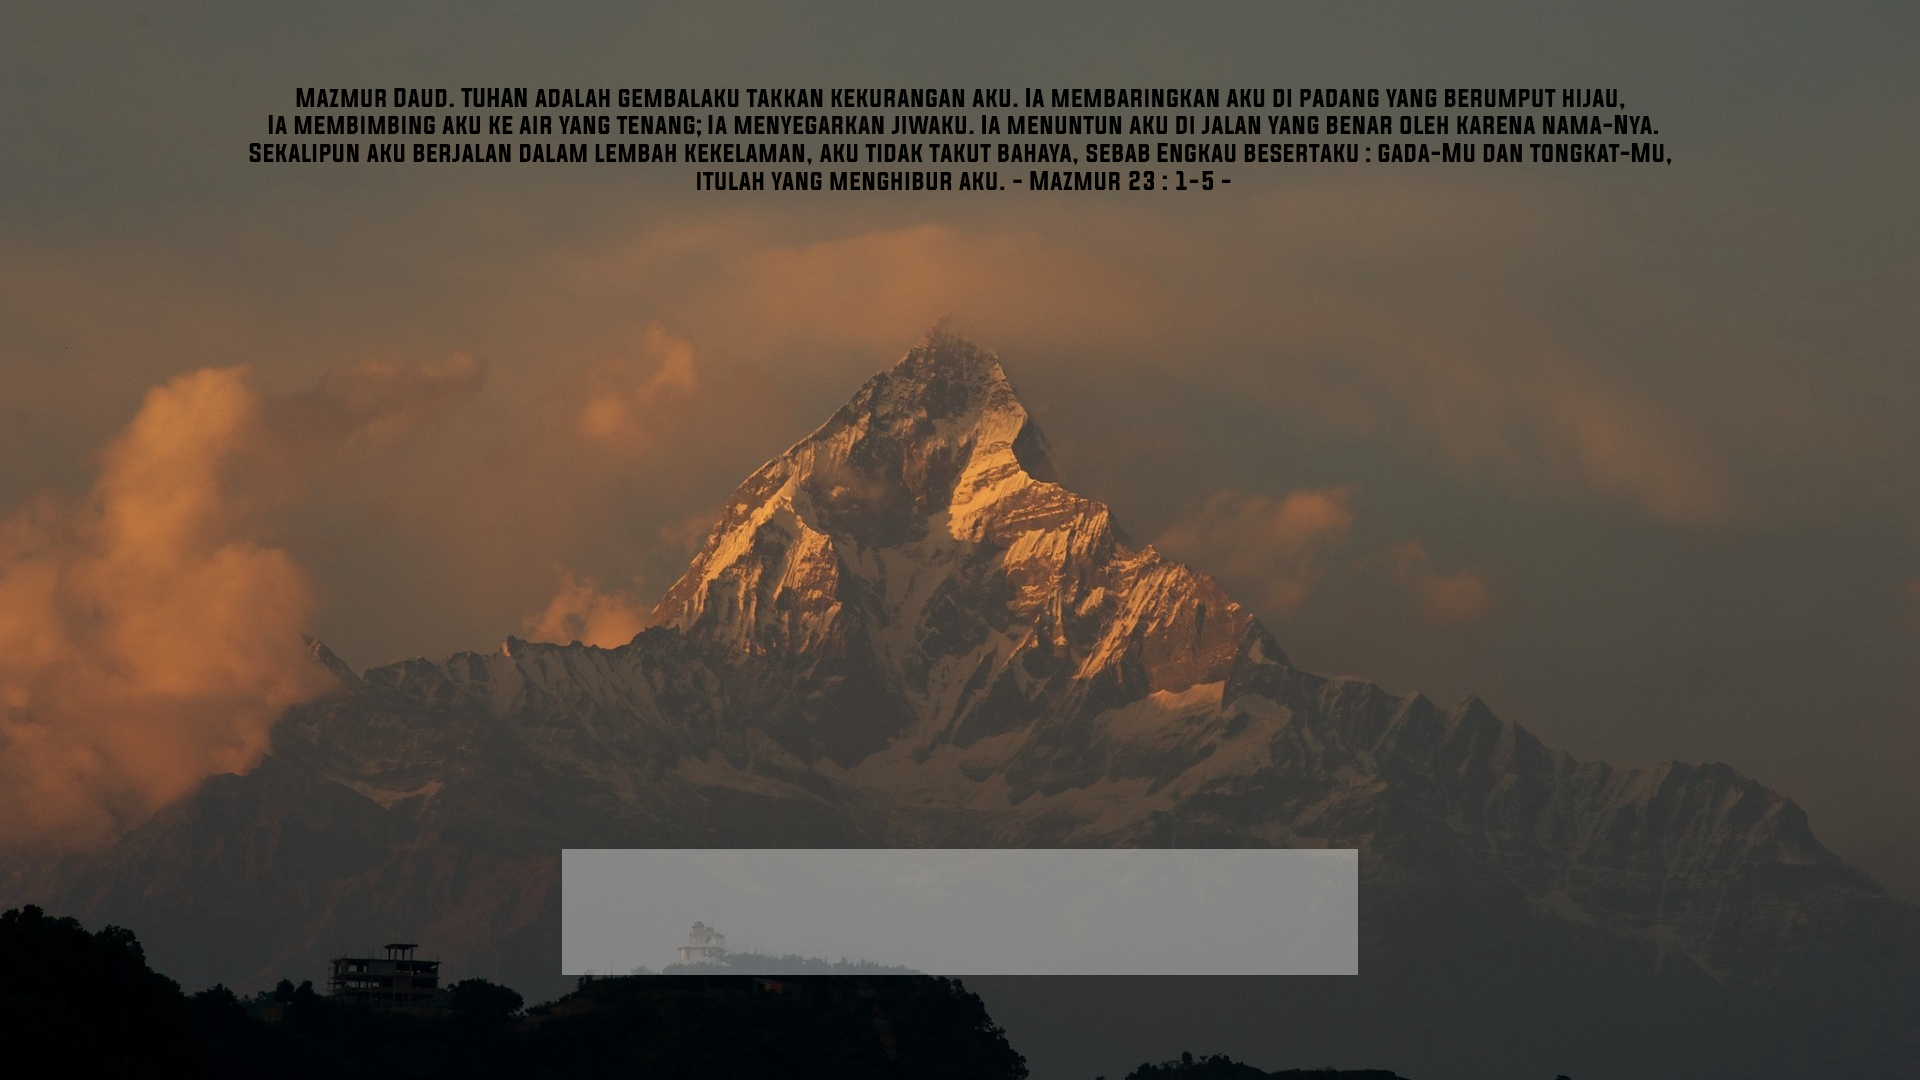 Mazmur Daud. TUHAN adalah gembalaku takkan kekurangan aku. Ia membaringkan aku di padang yang berumput hijau,
Ia membimbing aku ke air yang tenang; Ia menyegarkan jiwaku. Ia menuntun aku di jalan yang benar oleh karena nama-Nya.
Sekalipun aku berjalan dalam lembah kekelaman, aku tidak takut bahaya, sebab Engkau besertaku : gada-Mu dan tongkat-Mu,
itulah yang menghibur aku. - Mazmur 23 : 1-5 -